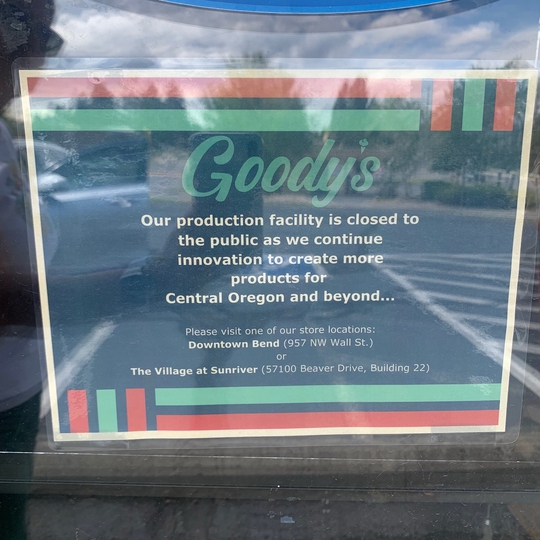 Goody's
Our production facility is closed to
the public as we continue
innovation to create more
products for
Central Oregon and beyond...
Please visit one of our store locations:
Downtown Bend (957 NW Wall St.)
or
The Village at Sunriver (57100 Beaver Drive, Building 22)